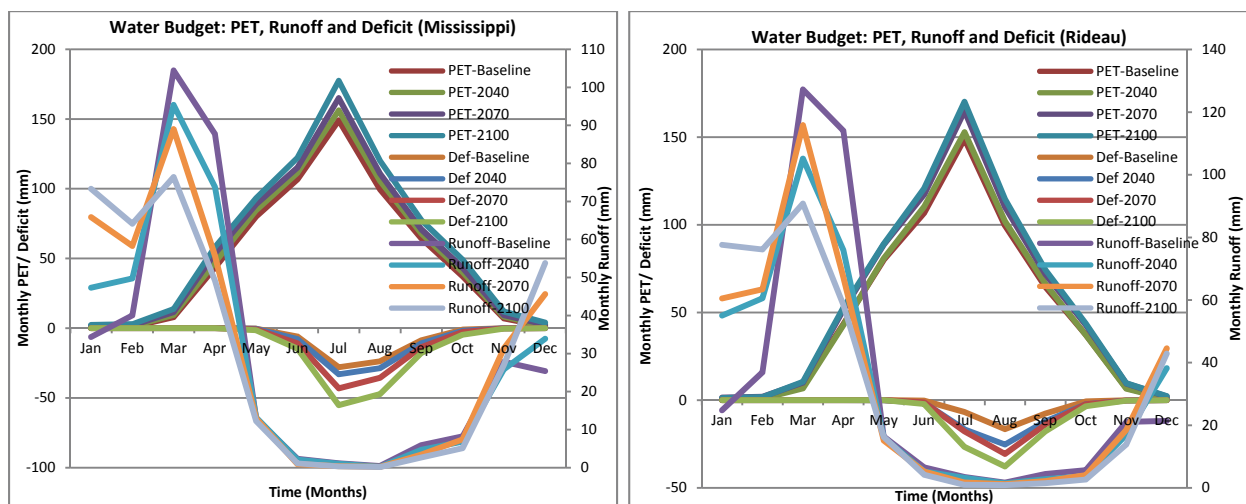 Water Budget: PET, Runoff and Deficit (Mississippi)
200
150
100
50
0
-50
-100
Monthly PET/ Deficit (mm)
110
100
90
80
70
60
50
40
30
20
10
0
Monthly Runoff (mm)
PET-Baseline
PET-2040
PET-2070
PET-2100
Def-Baseline
Def 2040
Def-2070
Def-2100
Runoff-Baseline
Runoff-2040
Runoff-2070
Runoff-2100
Jan Feb Mar Apr May Jun Jul Aug Sep Oct Nov Dec
Time (Months)
Water Budget: PET, Runoff and Deficit (Rideau)
200
150
100
50
0
-50
Monthly PET/ Deficit (mm)
140
120
100
80
60
40
20
0
Monthly Runoff (mm)
PET-Baseline
PET-2040
PET-2070
PET-2100
Def-Baseline
Def 2040
Def-2070
Def-2100
Runoff-Baseline
Runoff-2040
Runoff-2070
Runoff-2100
Jan Feb Mar Apr May Jun Jul Aug Sep Oct Nov Dec
Time (Months)